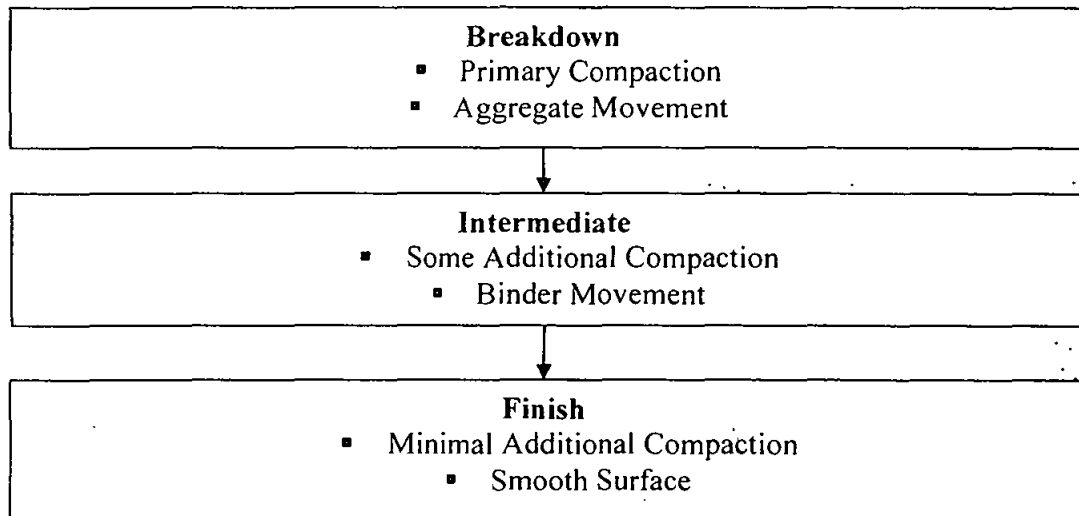 Breakdown
▪ Primary Compaction
▪ Aggregate Movement
Intermediate
▪ Some Additional Compaction
▪ Binder Movement
Finish
▪ Minimal Additional Compaction
▪ Smooth Surface